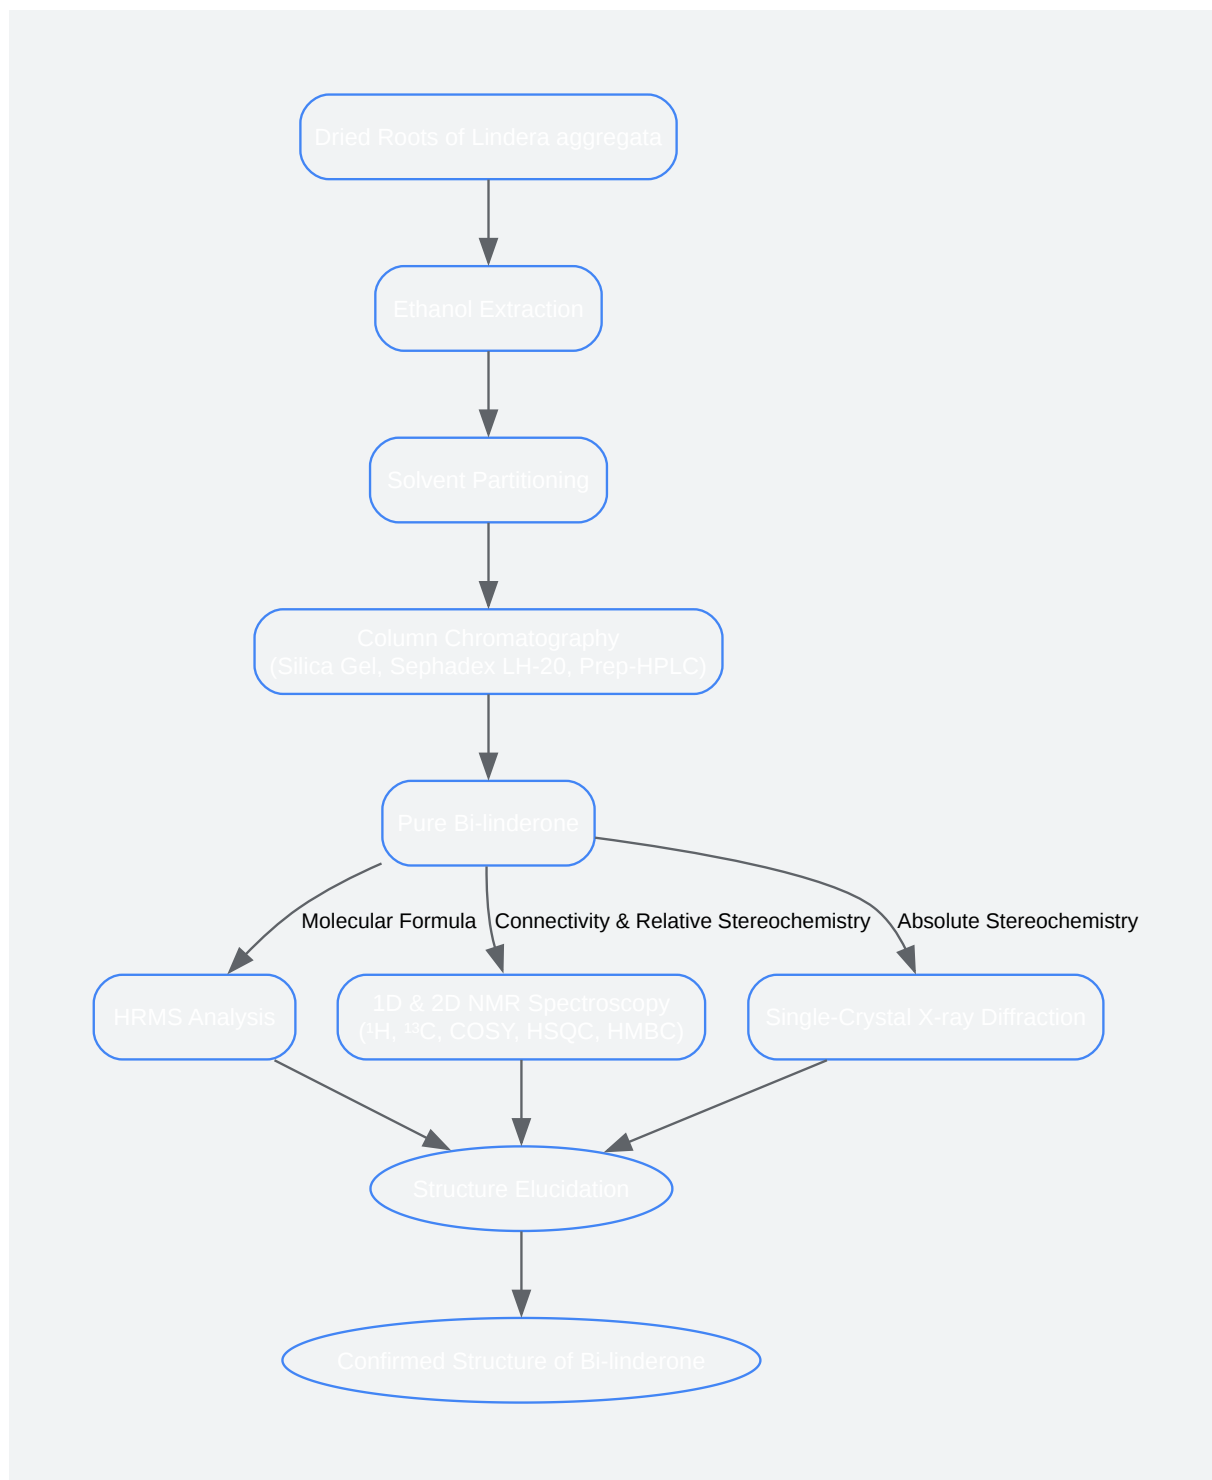 Dried Roots of Lindera aggregata
Ethanol Extraction
Solvent Partitioning
Column Chromatography
(Silica Gel, Sephadex LH-20, Prep-HPLC)
Pure Bi-linderone
Molecular Formula
Connectivity & Relative Stereochemistry
Absolute Stereochemistry
HRMS Analysis
1D & 2D NMR Spectroscopy
(¹H, ¹³C, COSY, HSQC, HMBC)
Single-Crystal X-ray Diffraction
Structure Elucidation
Confirmed Structure of Bi-linderone